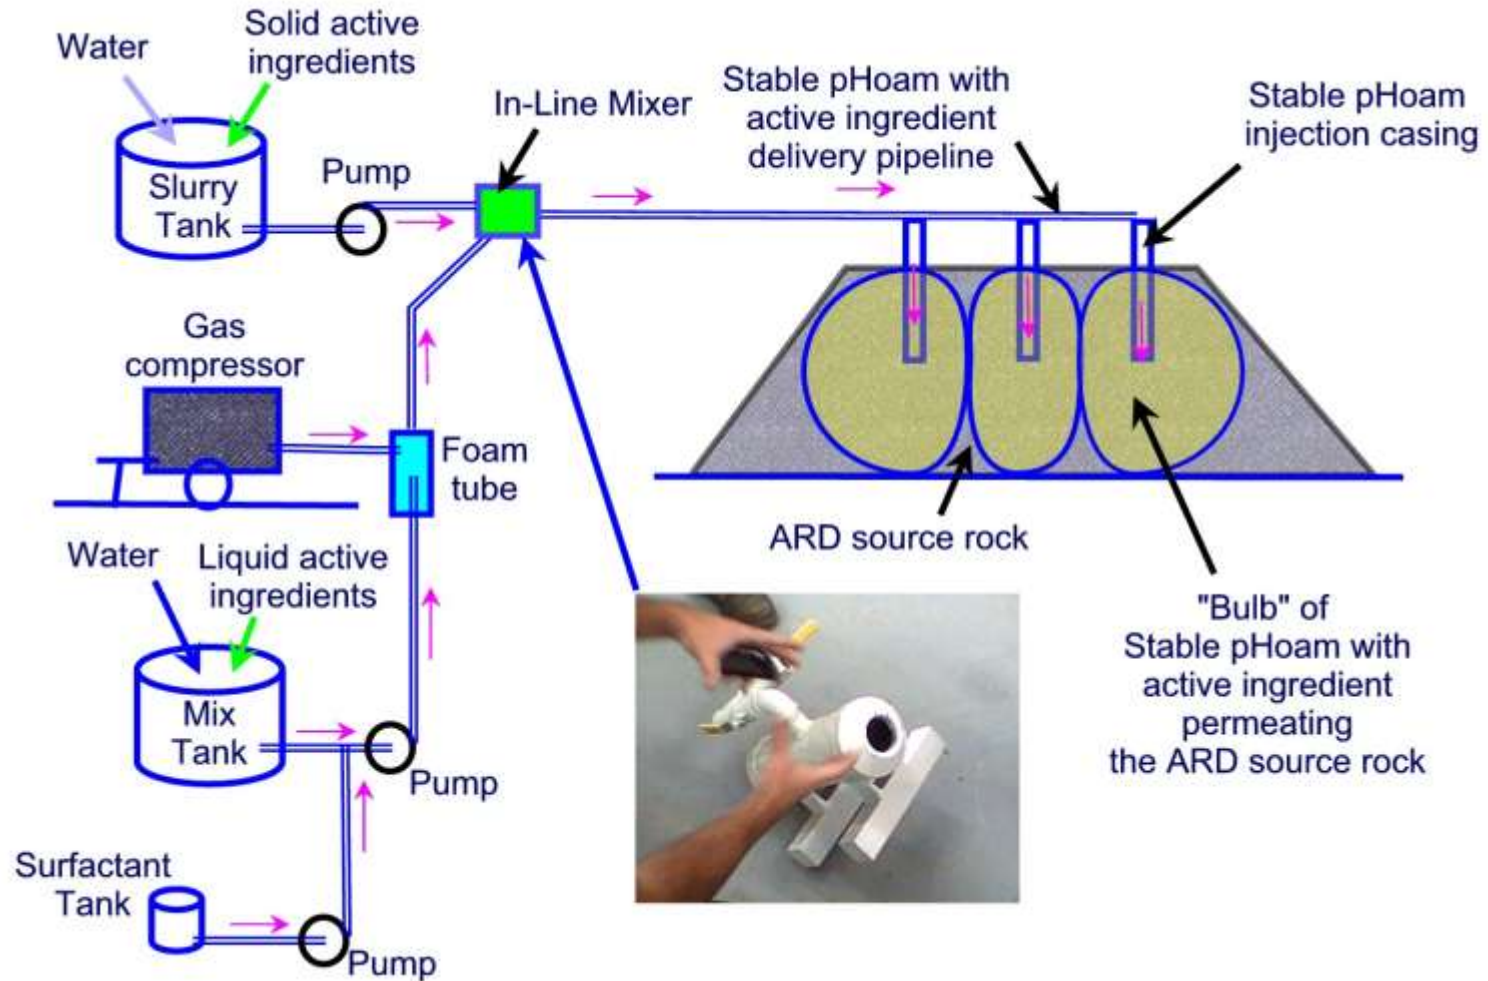 Water
Solid active
ingredients
Slurry
Tank
Pump
In-Line Mixer
Stable pHoam with
active ingredient
delivery pipeline
Stable pHoam
injection casing
Gas
compressor
Foam
tube
Water
Liquid active
ingredients
Mix
Tank
Pump
Surfactant
Tank
Pump
ARD source rock
"Bulb" of
Stable pHoam with
active ingredient
permeating
the ARD source rock